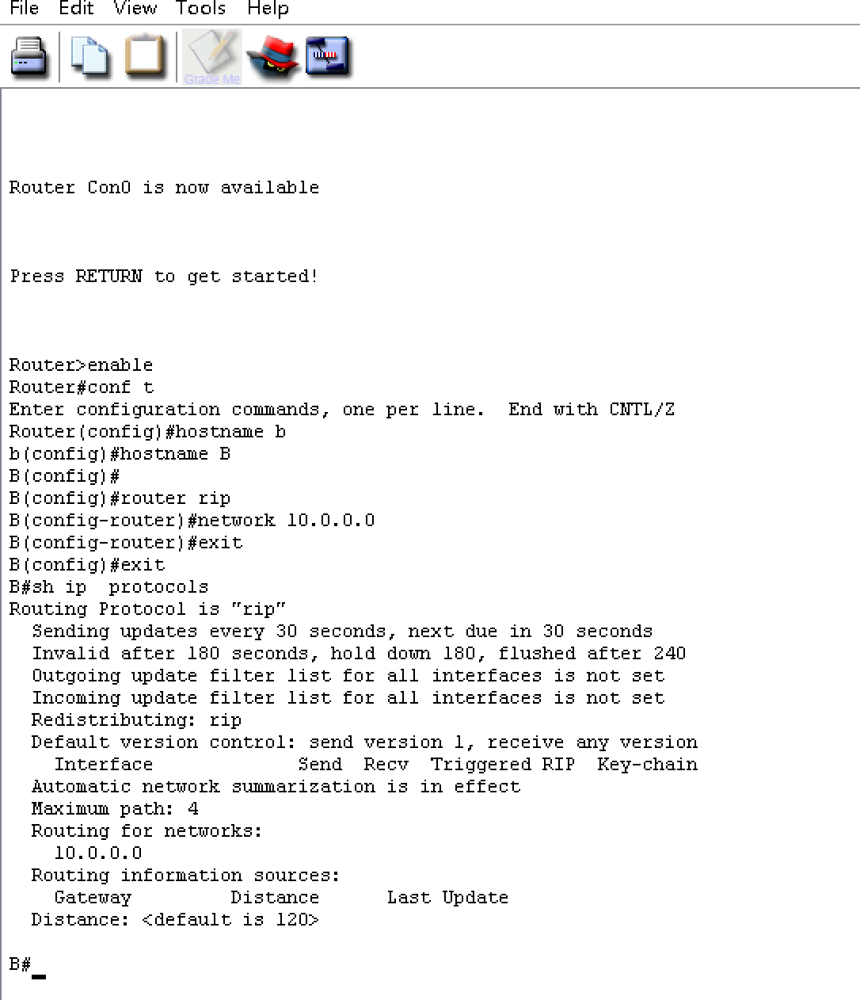 File Edit View Tools Help
Grade Me
Router Con0 is now available
Press RETURN to get started!
Router>enable
Router#conf t
Enter configuration commands, one per line.  End with CNTL/Z
Router(config)#hostname b
b(config)#hostname B
B(config)#
B(config)#router rip
B(config-router)#network 10.0.0.0
B(config-router)#exit
B(config)#exit
B#sh ip  protocols
Routing Protocol is "rip"
  Sending updates every 30 seconds, next due in 30 seconds
  Invalid after 180 seconds, hold down 180, flushed after 240
  Outgoing update filter list for all interfaces is not set
  Incoming update filter list for all interfaces is not set
  Redistributing: rip
  Default version control: send version 1, receive any version
    Interface             Send  Recv  Triggered RIP  Key-chain
  Automatic network summarization is in effect
  Maximum path: 4
  Routing for networks:
    10.0.0.0
  Routing information sources:
    Gateway         Distance      Last Update
  Distance: <default is 120>
B#